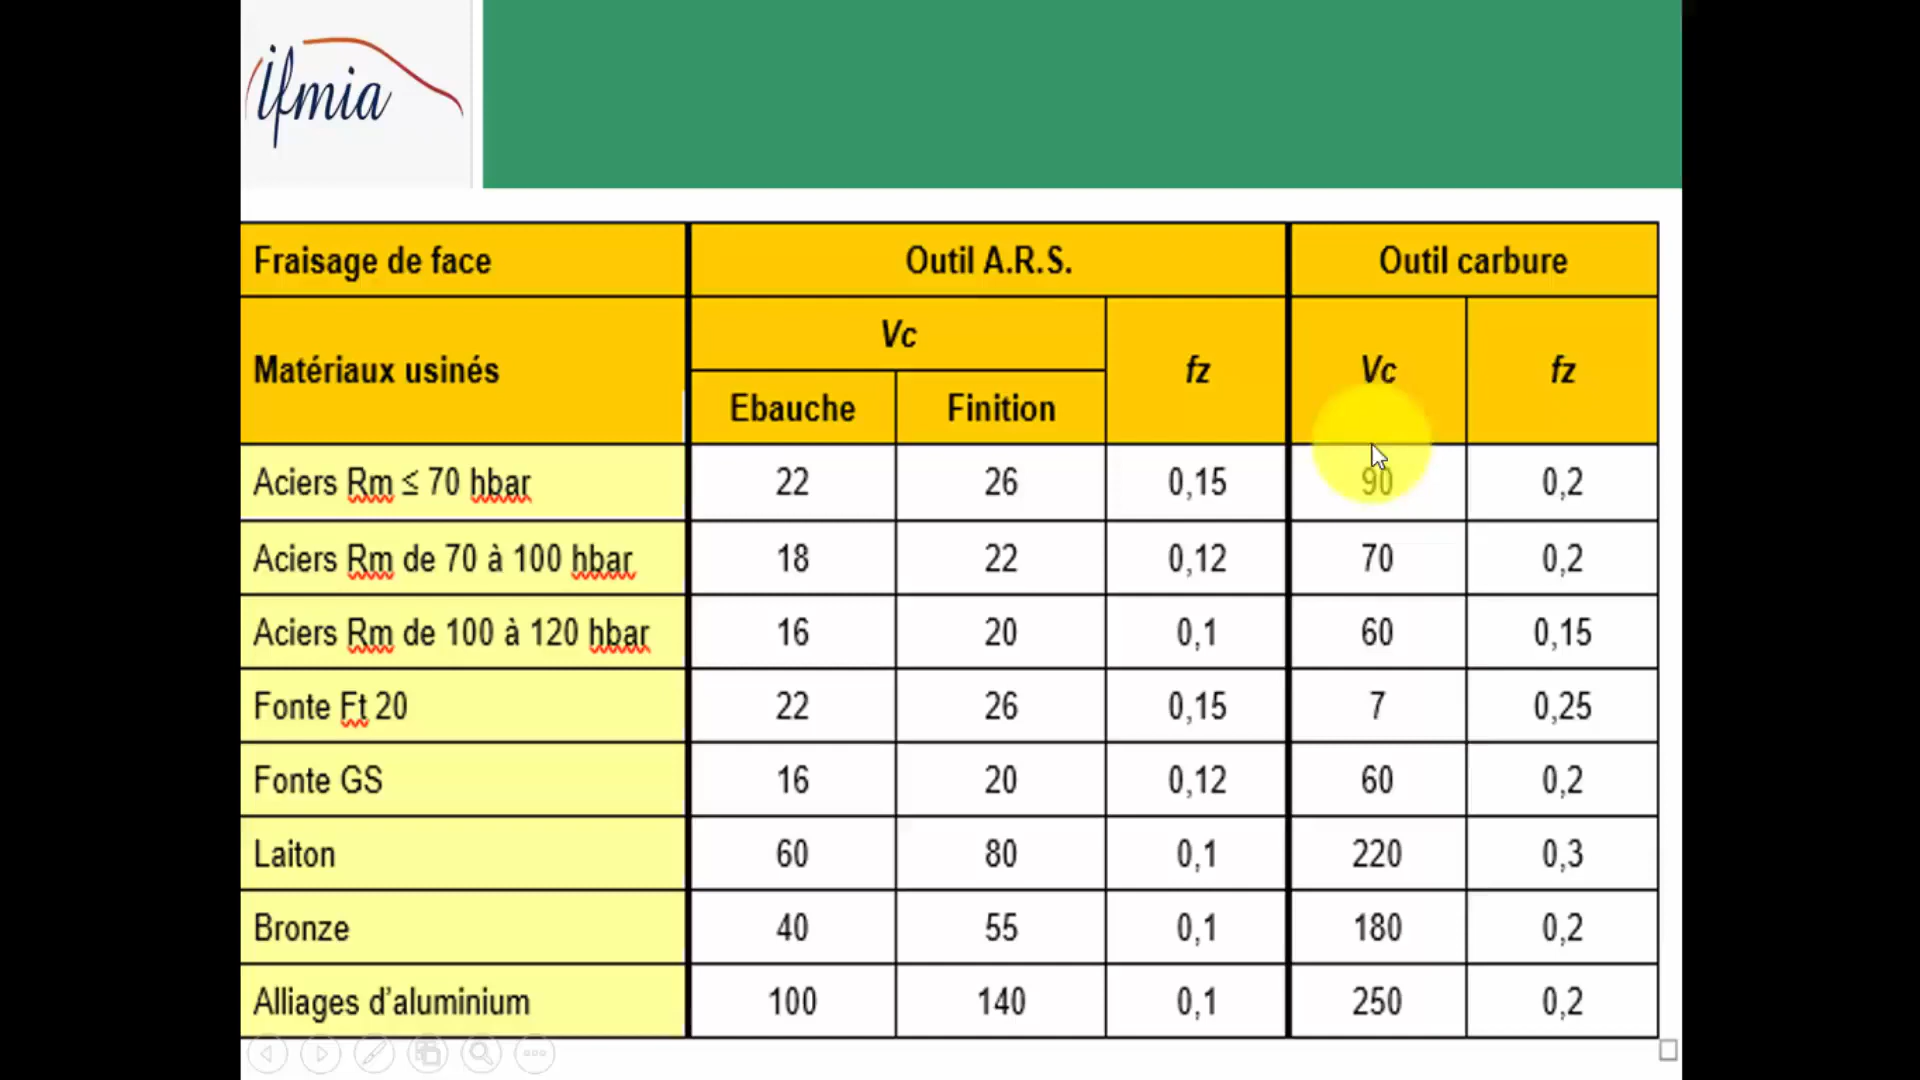 ifmia
Fraisage de face Outil A.R.S. Outil carbure
Matériaux usinés Vc fz Vc fz
Ebauche Finition
Aciers Rm ≤ 70 hbar 22 26 0,15 90 0,2
Aciers Rm de 70 à 100 hbar 18 22 0,12 70 0,2
Aciers Rm de 100 à 120 hbar 16 20 0,1 60 0,15
Fonte Ft 20 22 26 0,15 7 0,25
Fonte GS 16 20 0,12 60 0,2
Laiton 60 80 0,1 220 0,3
Bronze 40 55 0,1 180 0,2
Alliages d’aluminium 100 140 0,1 250 0,2